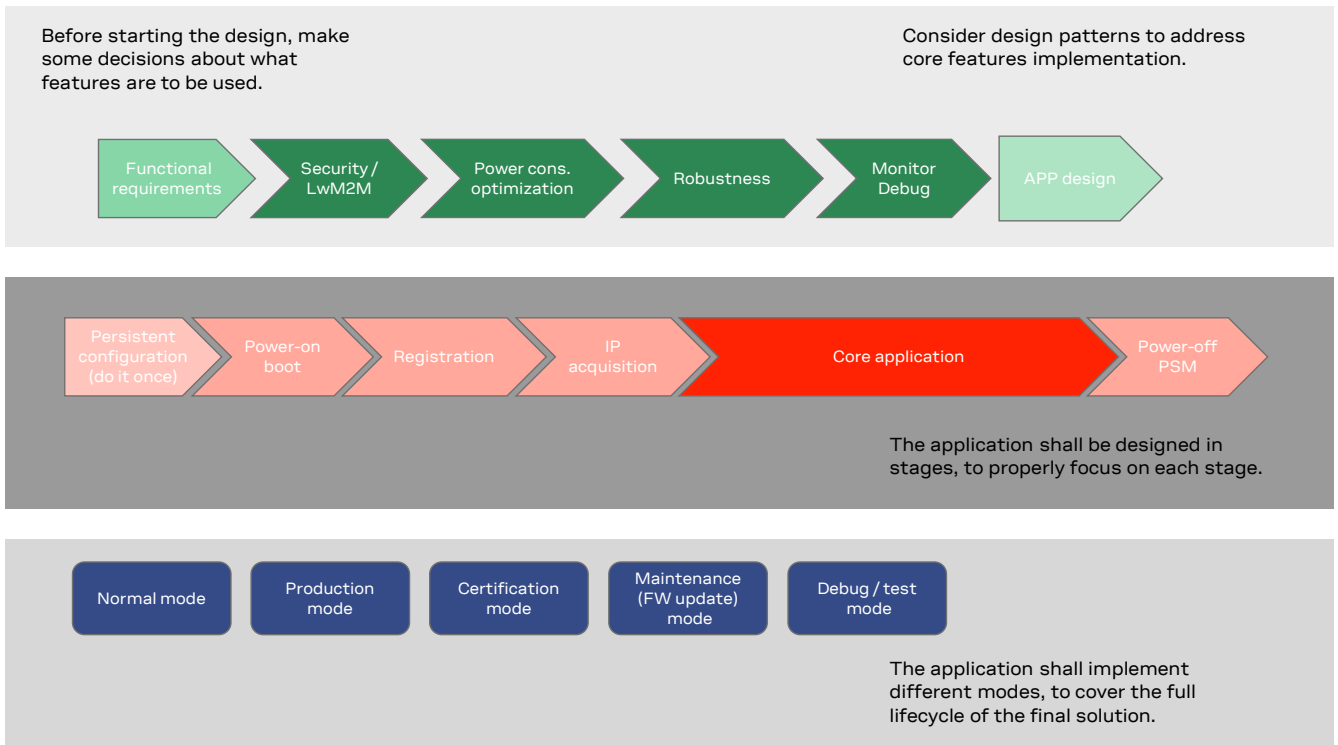 Before starting the design, make
some decisions about what
features are to be used.
Consider design patterns to address
core features implementation.
Functional
requirements
Security /
LwM2M
Power cons.
optimization
Robustness
Monitor
Debug
APP design
Persistent
configuration
(do it once)
Power-on
boot
Registration
IP
acquisition
Core application
Power-off
PSM
The application shall be designed in
stages, to properly focus on each stage.
Normal mode
Production
mode
Certification
mode
Maintenance
(FW update)
mode
Debug / test
mode
The application shall implement
different modes, to cover the full
lifecycle of the final solution.